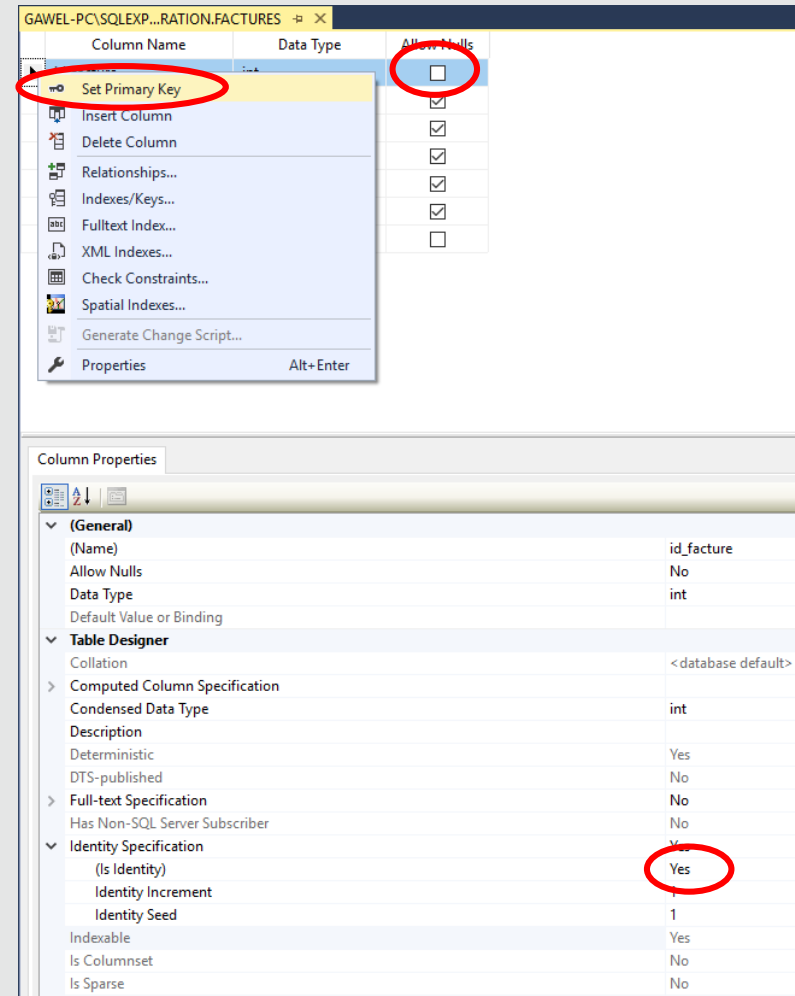 GAWEL-PC\SQLEXP...RATION.FACTURES
Column Name Data Type Allow Nulls
int
Set Primary Key
Insert Column
Delete Column
Relationships...
Indexes/Keys...
Fulltext Index...
XML Indexes...
Check Constraints...
Spatial Indexes...
Generate Change Script...
Properties Alt+Enter
Column Properties
(General)
(Name) id_facture
Allow Nulls No
Data Type int
Default Value or Binding
Table Designer
Collation <database default>
Computed Column Specification
Condensed Data Type int
Description
Deterministic Yes
DTS-published No
Full-text Specification No
Has Non-SQL Server Subscriber No
Identity Specification Yes
(Is Identity) Yes
Identity Increment 1
Identity Seed 1
Indexable Yes
Is Columnset No
Is Sparse No